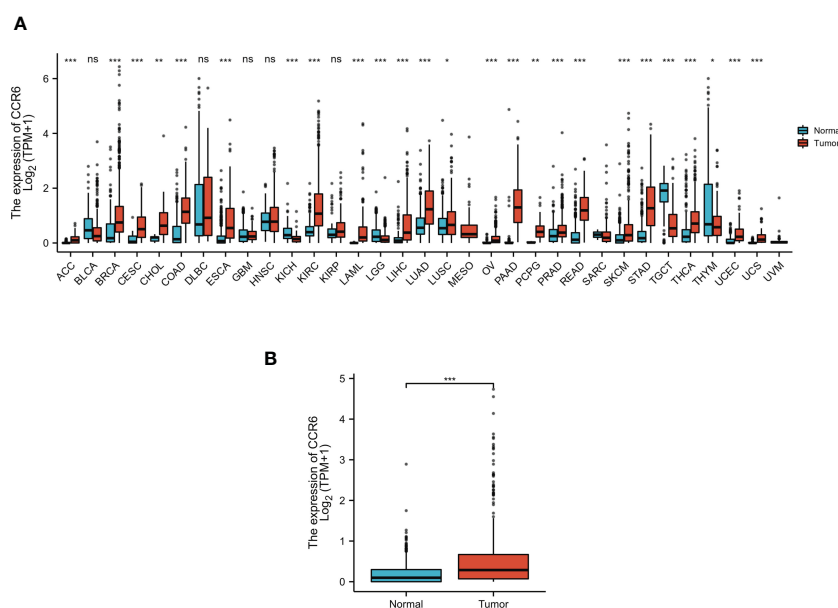 A
*** ns *** *** ** *** ns *** ns ns *** *** ns *** *** *** *** * *** *** ** *** *** *** *** *** *** * *** ***
The expression of CCR6
Log2 (TPM+1)
6
4
2
0
Normal
Tumor
ACC BLCA BRCA CESC CHOL COAD DLBC ESCA GBM HNSC KICH KIRC KIRP LAML LGG LIHC LUAD LUSC MESO OV PAAD PCPG PRAD READ SARC SKCM STAD TGCT THCA THYM UCEC UCS UVM
B
***
The expression of CCR6
Log2 (TPM+1)
5
4
3
2
1
0
Normal Tumor